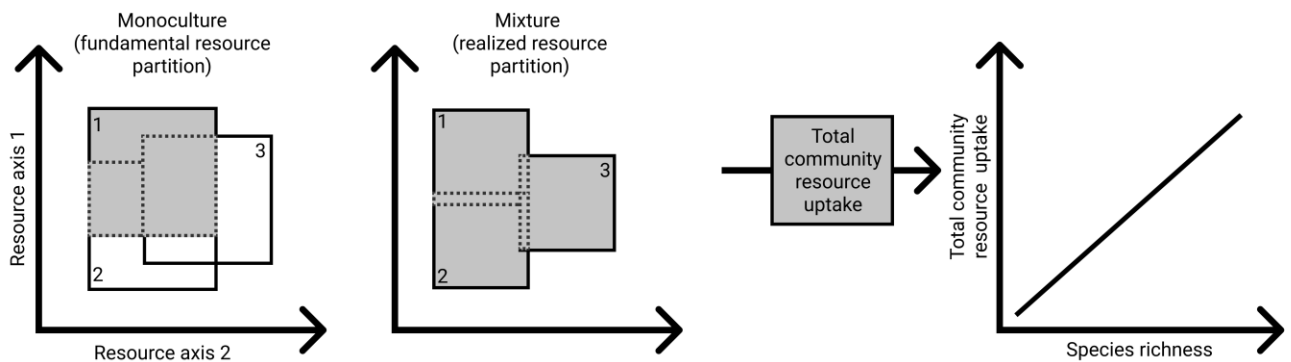 Monoculture
(fundamental resource
partition)
Resource axis 1
1
3
2
Resource axis 2
Mixture
(realized resource
partition)
1
3
2
Total
community
resource
uptake
Total community
resource uptake
Species richness